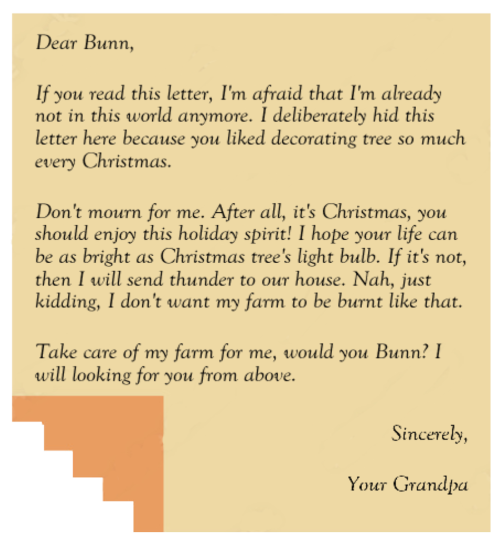 Dear Bunn,
If you read this letter, I'm afraid that I'm already
not in this world anymore. I deliberately hid this
letter here because you liked decorating tree so much
every Christmas.
Don't mourn for me. After all, it's Christmas, you
should enjoy this holiday spirit! I hope your life can
be as bright as Christmas tree's light bulb. If it's not,
then I will send thunder to our house. Nah, just
kidding, I don't want my farm to be burnt like that.
Take care of my farm for me, would you Bunn? I
will looking for you from above.
Sincerely,
Your Grandpa